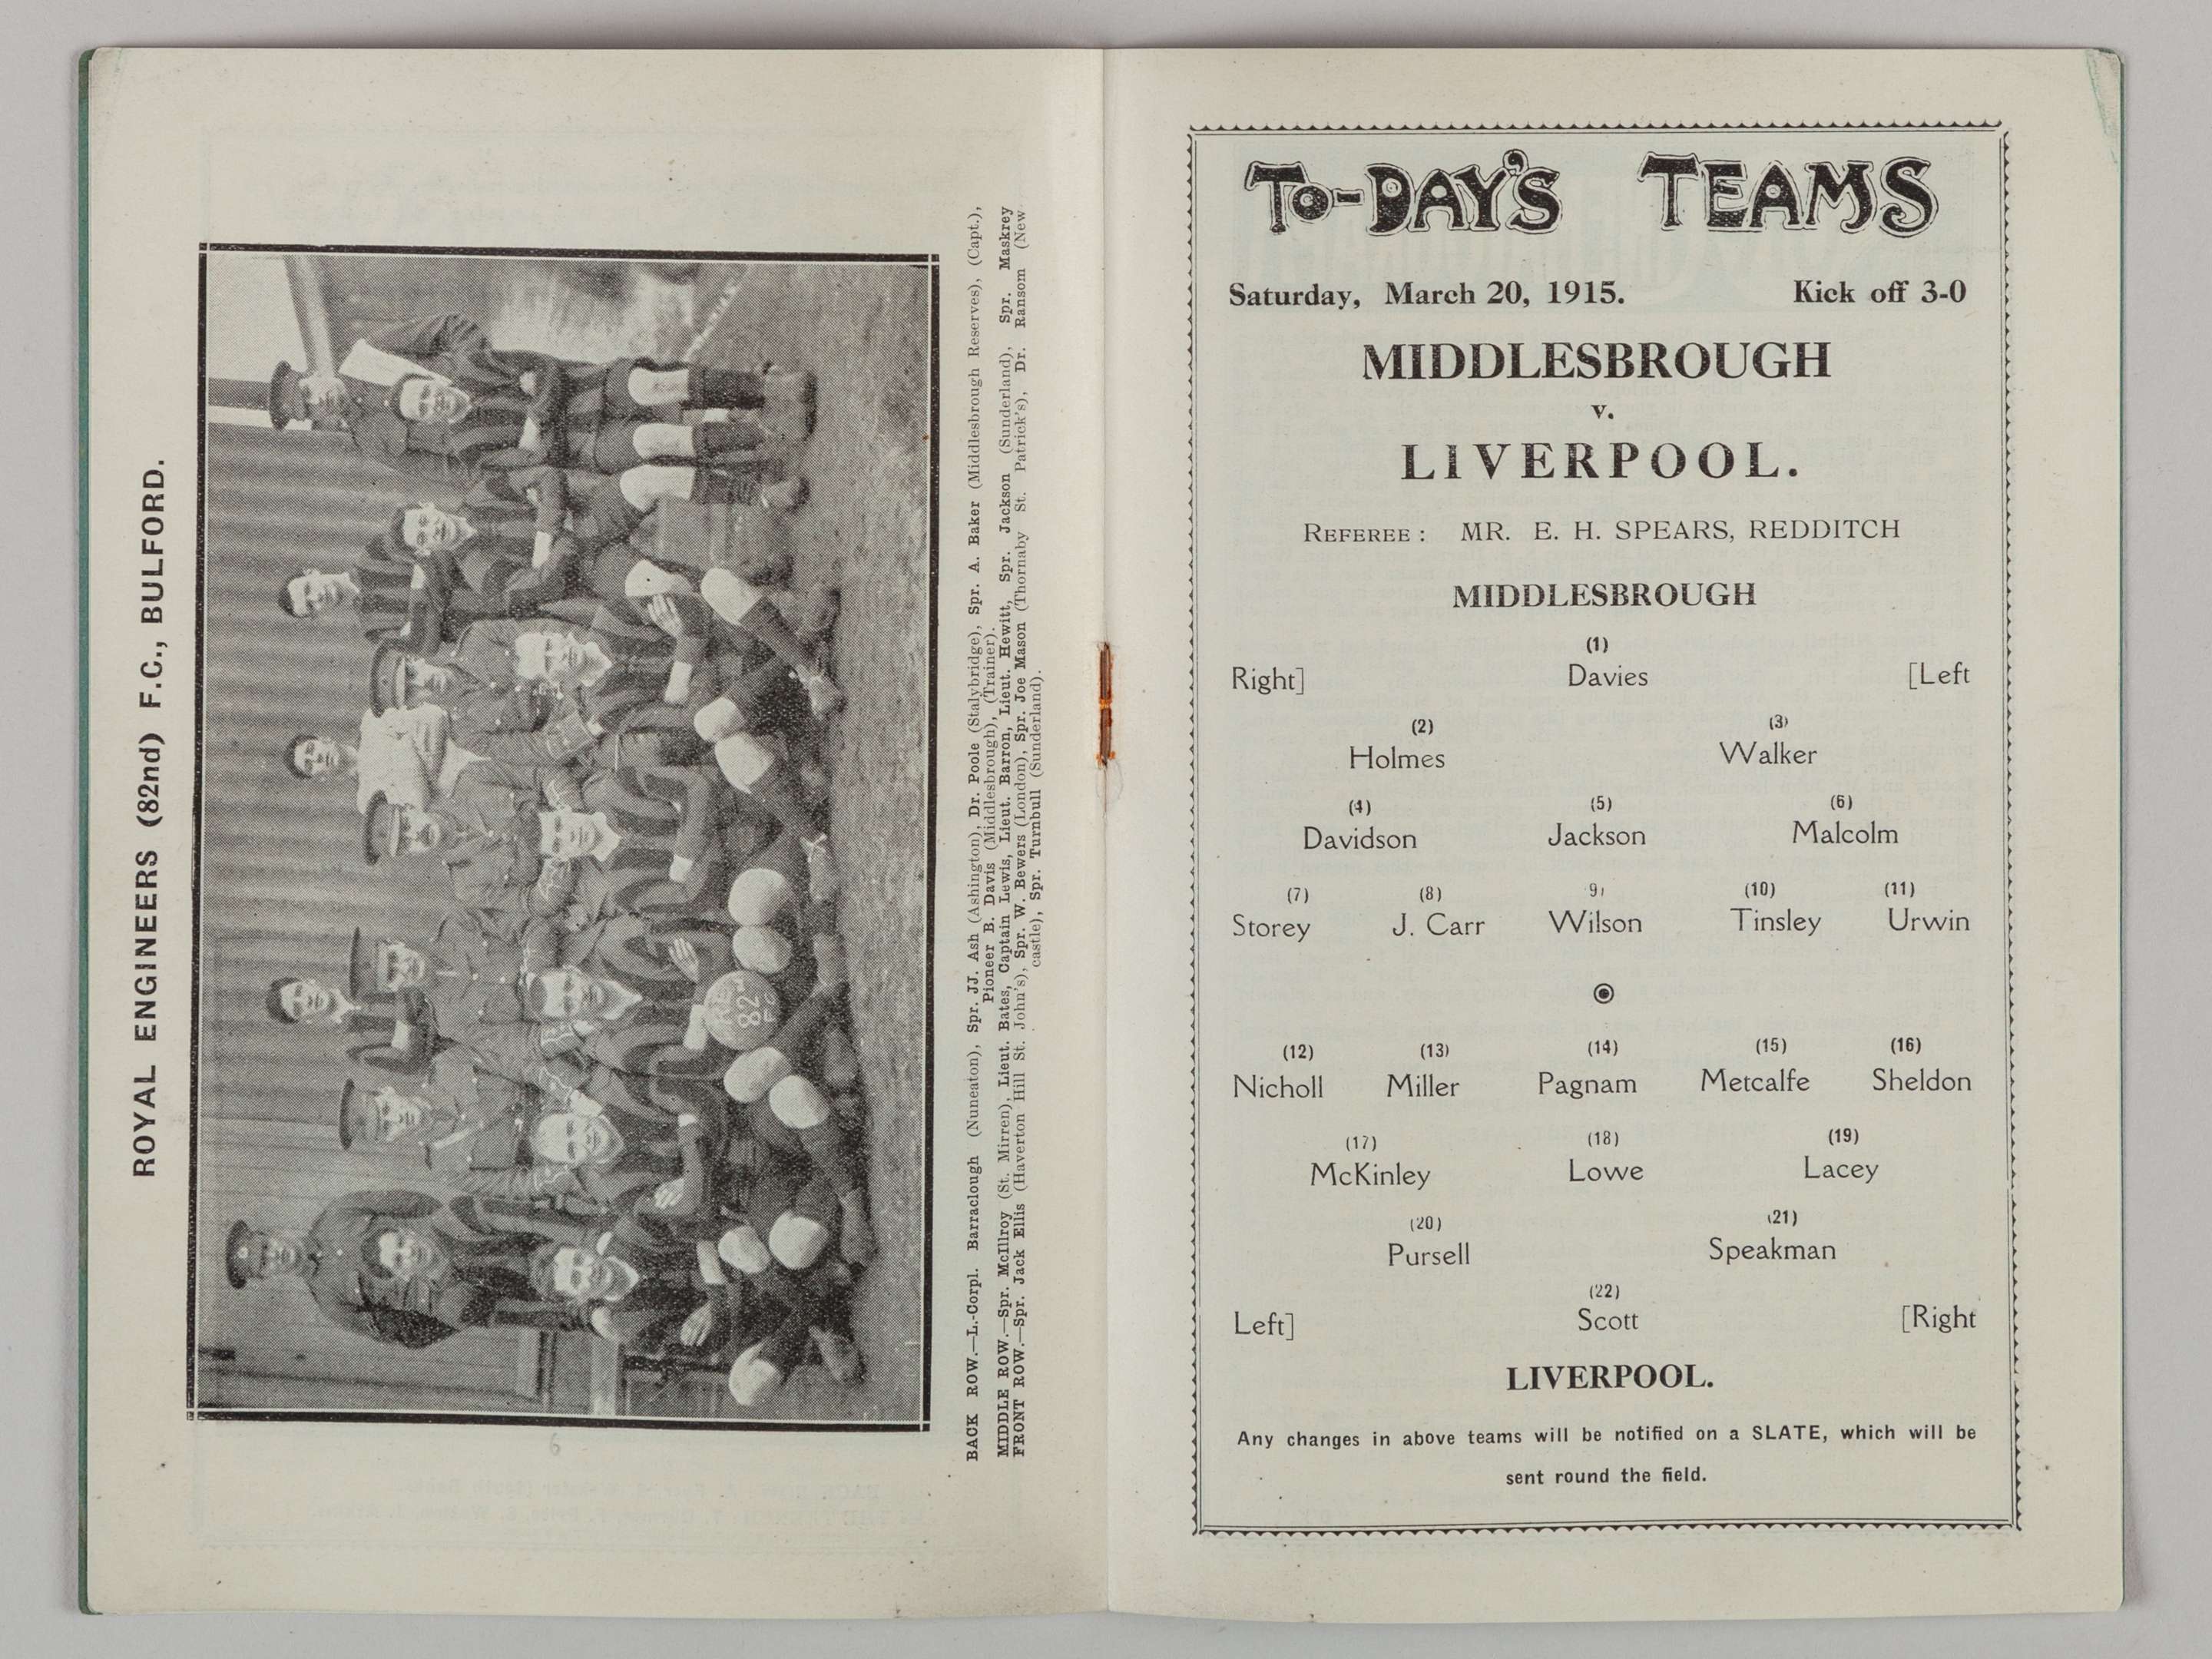 ROYAL ENGINEERS (82nd) F.C., BULFORD.
RE
82
FC
BACK ROW.—L.-Corpl. Barraclough (Nuneaton), Spr. JJ. Ash (Ashington), Dr. Poole (Stalybridge), Spr. A. Baker (Middlesbrough Reserves), (Capt.),
Pioneer B. Davis (Middlesbrough), (Trainer).
MIDDLE ROW.—Spr. McIllroy (St. Mirren), Lieut. Bates, Captain Lewis, Lieut. Barron, Lieut. Hewitt, Spr. Jackson (Sunderland), Spr. Maskrey
FRONT ROW.—Spr. Jack Ellis (Haverton Hill St. John's), Spr. W. Bewers (London), Spr. Joe Mason (Thornaby St. Patrick's), Dr. Ransom (New
castle), Spr. Turnbull (Sunderland).
6
To-DAY'S TEAMS
Saturday, March 20, 1915. Kick off 3-0
MIDDLESBROUGH
v.
LIVERPOOL.
REFEREE : MR. E. H. SPEARS, REDDITCH
MIDDLESBROUGH
(1)
Right] Davies [Left
(2) (3)
Holmes Walker
(4) (5) (6)
Davidson Jackson Malcolm
(7) (8) 9) (10) (11)
Storey J. Carr Wilson Tinsley Urwin
(12) (13) (14) (15) (16)
Nicholl Miller Pagnam Metcalfe Sheldon
(17) (18) (19)
McKinley Lowe Lacey
(20) (21)
Pursell Speakman
(22)
Left] Scott [Right
LIVERPOOL.
Any changes in above teams will be notified on a SLATE, which will be
sent round the field.